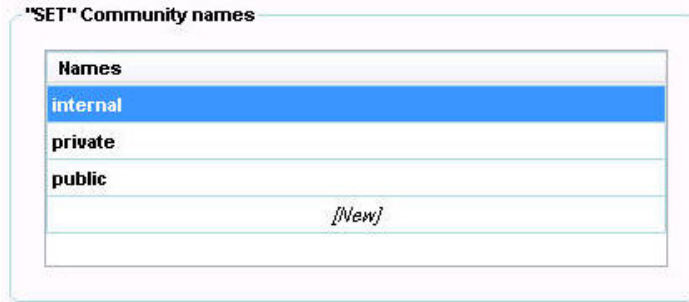 "SET" Community names
Names
internal
private
public
[New]